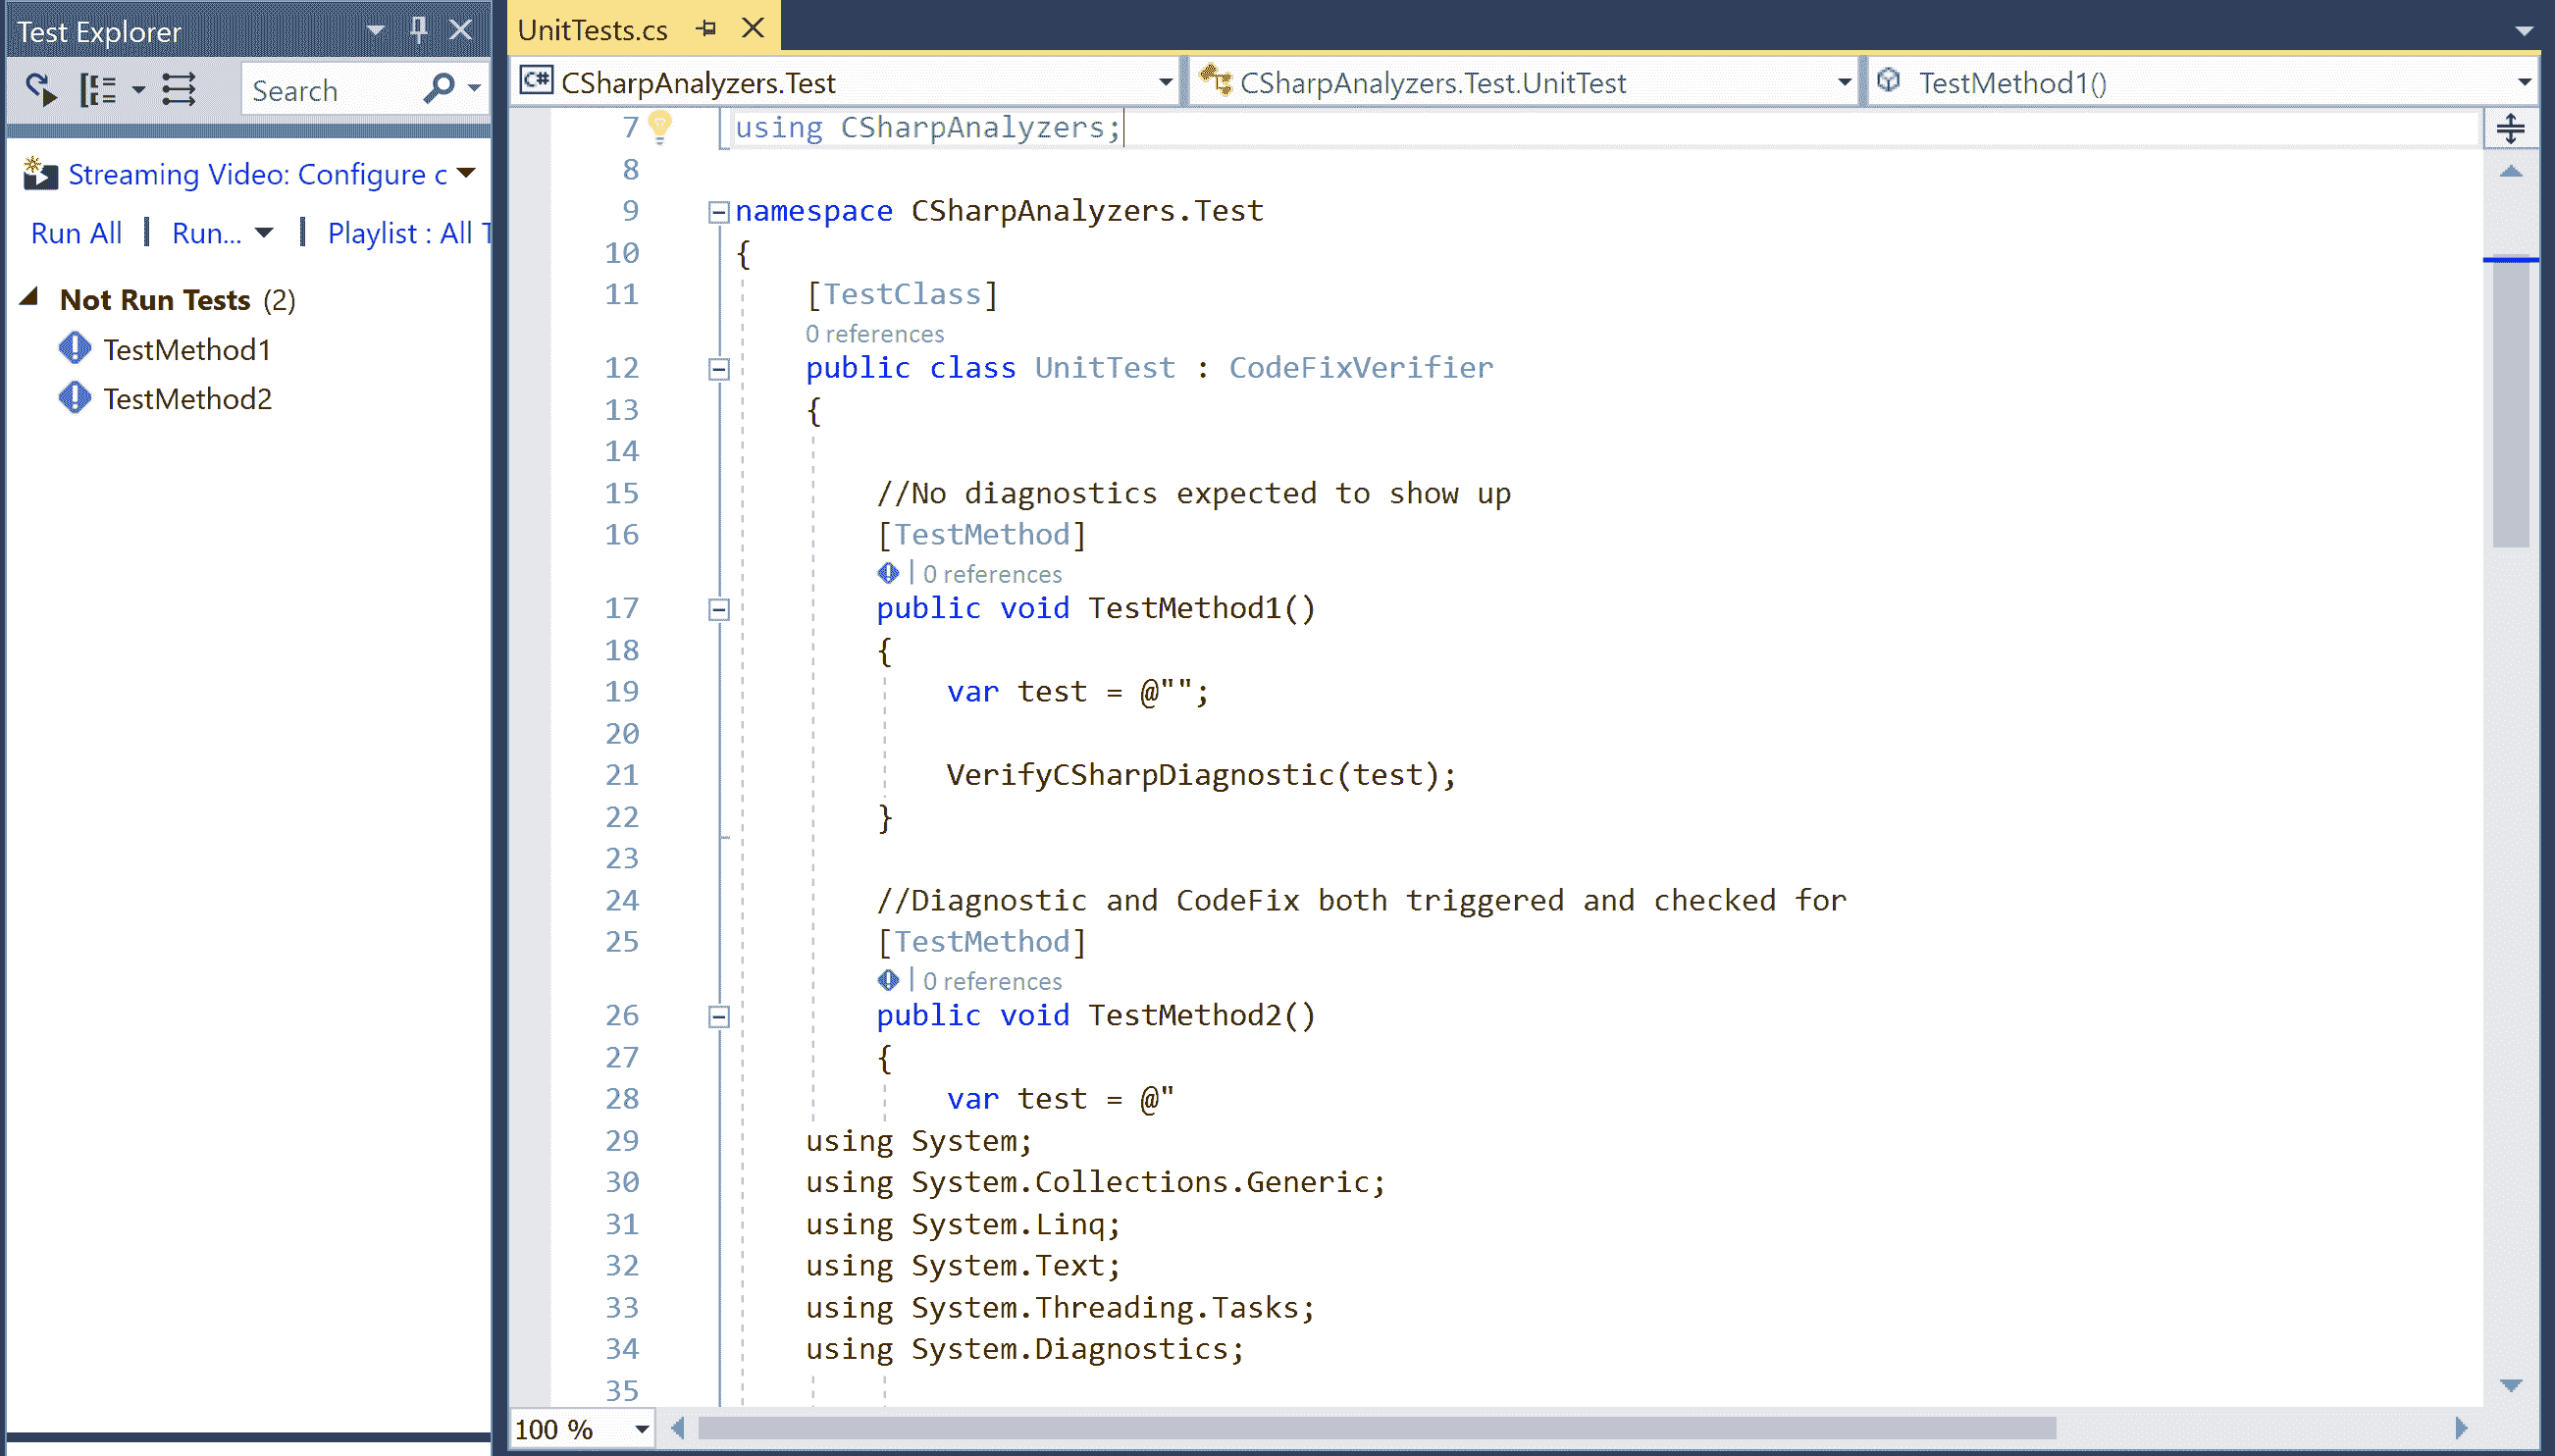 Test Explorer
Search
Streaming Video: Configure c
Run All | Run... | Playlist : All T
Not Run Tests (2)
TestMethod1
TestMethod2
UnitTests.cs
C# CSharpAnalyzers.Test
CSharpAnalyzers.Test.UnitTest
TestMethod1()
7 using CSharpAnalyzers;
8
9 namespace CSharpAnalyzers.Test
10 {
11 [TestClass]
0 references
12 public class UnitTest : CodeFixVerifier
13 {
14
15 //No diagnostics expected to show up
16 [TestMethod]
| 0 references
17 public void TestMethod1()
18 {
19 var test = @"";
20
21 VerifyCSharpDiagnostic(test);
22 }
23
24 //Diagnostic and CodeFix both triggered and checked for
25 [TestMethod]
| 0 references
26 public void TestMethod2()
27 {
28 var test = @"
29 using System;
30 using System.Collections.Generic;
31 using System.Linq;
32 using System.Text;
33 using System.Threading.Tasks;
34 using System.Diagnostics;
35
100 %